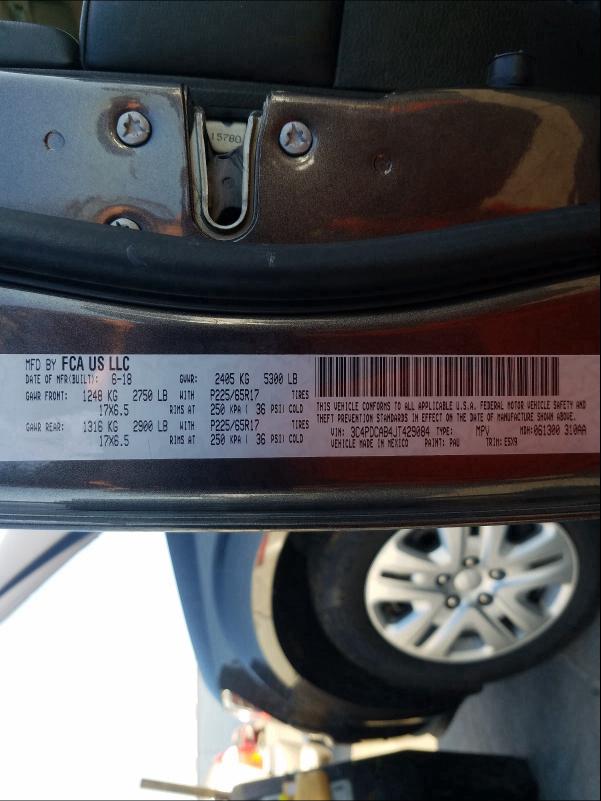 15780
MFD BY FCA US LLC
DATE OF MFR(BUILT): 6-18 GVWR: 2405 KG 5300 LB
GAWR FRONT: 1248 KG 2750 LB WITH P225/65R17 TIRES
17X6.5 RIMS AT 250 KPA( 36 PSI) COLD
GAWR REAR: 1316 KG 2900 LB WITH P225/65R17 TIRES
17X6.5 RIMS AT 250 KPA( 36 PSI) COLD
THIS VEHICLE CONFORMS TO ALL APPLICABLE U.S.A. FEDERAL MOTOR VEHICLE SAFETY AND
THEFT PREVENTION STANDARDS IN EFFECT ON THE DATE OF MANUFACTURE SHOWN ABOVE.
VIN: 3C4PDCAB4JT429084 TYPE: MPV MDH: 061300 310AA
VEHICLE MADE IN MEXICO PAINT: PAU TRIM: E5X9